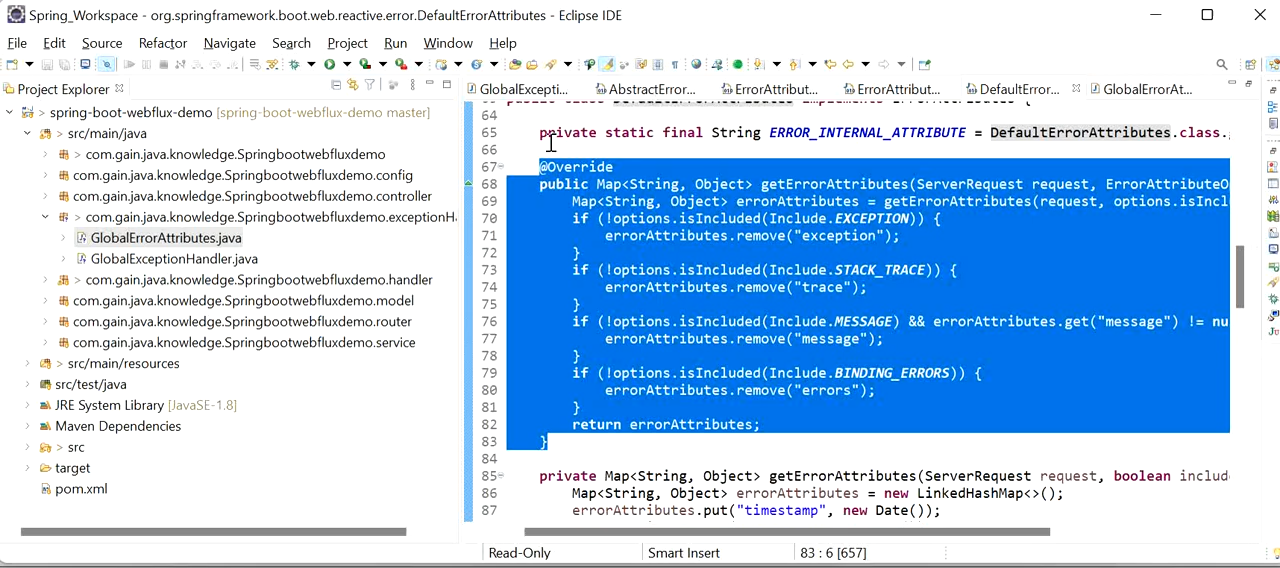 Spring_Workspace - org.springframework.boot.web.reactive.error.DefaultErrorAttributes - Eclipse IDE
File Edit Source Refactor Navigate Search Project Run Window Help
Project Explorer
spring-boot-webflux-demo [spring-boot-webflux-demo master]
src/main/java
com.gain.java.knowledge.Springbootwebfluxdemo
com.gain.java.knowledge.Springbootwebfluxdemo.config
com.gain.java.knowledge.Springbootwebfluxdemo.controller
com.gain.java.knowledge.Springbootwebfluxdemo.exceptionH
GlobalErrorAttributes.java
GlobalExceptionHandler.java
com.gain.java.knowledge.Springbootwebfluxdemo.handler
com.gain.java.knowledge.Springbootwebfluxdemo.model
com.gain.java.knowledge.Springbootwebfluxdemo.router
com.gain.java.knowledge.Springbootwebfluxdemo.service
src/main/resources
src/test/java
JRE System Library [JavaSE-1.8]
Maven Dependencies
> src
target
pom.xml
GlobalExcepti... AbstractError... ErrorAttribut... ErrorAttribut... DefaultError... GlobalErrorAt...
64
65 private static final String ERROR_INTERNAL_ATTRIBUTE = DefaultErrorAttributes.class.
66
67 @Override
68 public Map<String, Object> getErrorAttributes(ServerRequest request, ErrorAttributeO
69 Map<String, Object> errorAttributes = getErrorAttributes(request, options.isIncl
70 if (!options.isIncluded(Include.EXCEPTION)) {
71 errorAttributes.remove("exception");
72 }
73 if (!options.isIncluded(Include.STACK_TRACE)) {
74 errorAttributes.remove("trace");
75 }
76 if (!options.isIncluded(Include.MESSAGE) && errorAttributes.get("message") != nu
77 errorAttributes.remove("message");
78 }
79 if (!options.isIncluded(Include.BINDING_ERRORS)) {
80 errorAttributes.remove("errors");
81 }
82 return errorAttributes;
83 }
84
85 private Map<String, Object> getErrorAttributes(ServerRequest request, boolean includ
86 Map<String, Object> errorAttributes = new LinkedHashMap<>();
87 errorAttributes.put("timestamp", new Date());
Read-Only Smart Insert 83 : 6 [657]